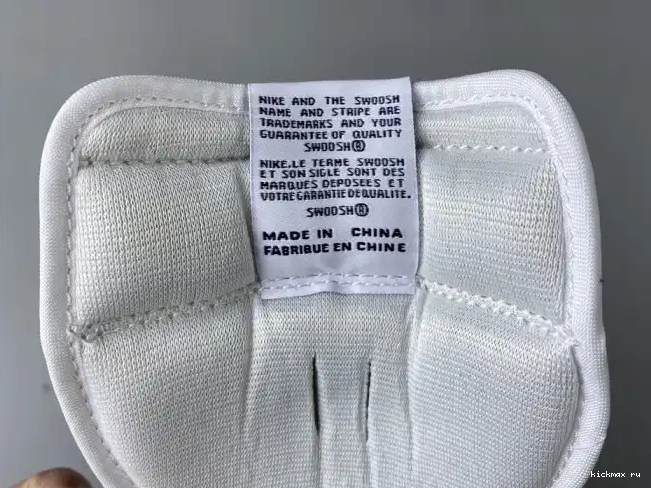 NIKE AND THE SWOOSH
NAME AND STRIPE ARE
TRADEMARKS AND YOUR
GUARANTEE OF QUALITY
SWOOSH®
NIKE,LE TERME SWOOSH
ET SON SIGLE SONT DES
MARQUES DEPOSEES ET
VOTRE GARANTIE DE QUALITE.
SWOOSH®
MADE IN CHINA
FABRIQUE EN CHINE
kickmax ru